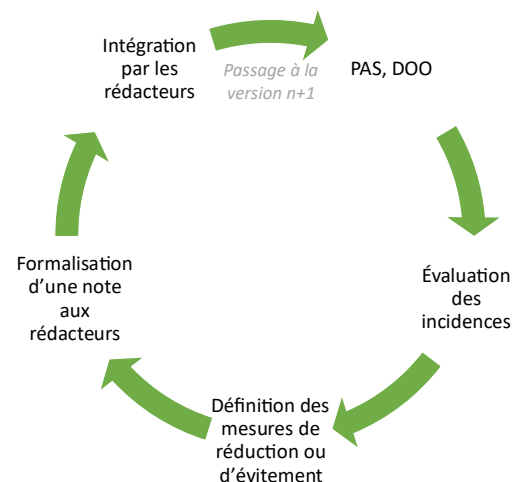 Intégration
par les
rédacteurs
Passage à la
version n+1
PAS, DOO
Évaluation
des
incidences
Définition des
mesures de
réduction ou
d'évitement
Formalisation
d'une note
aux
rédacteurs